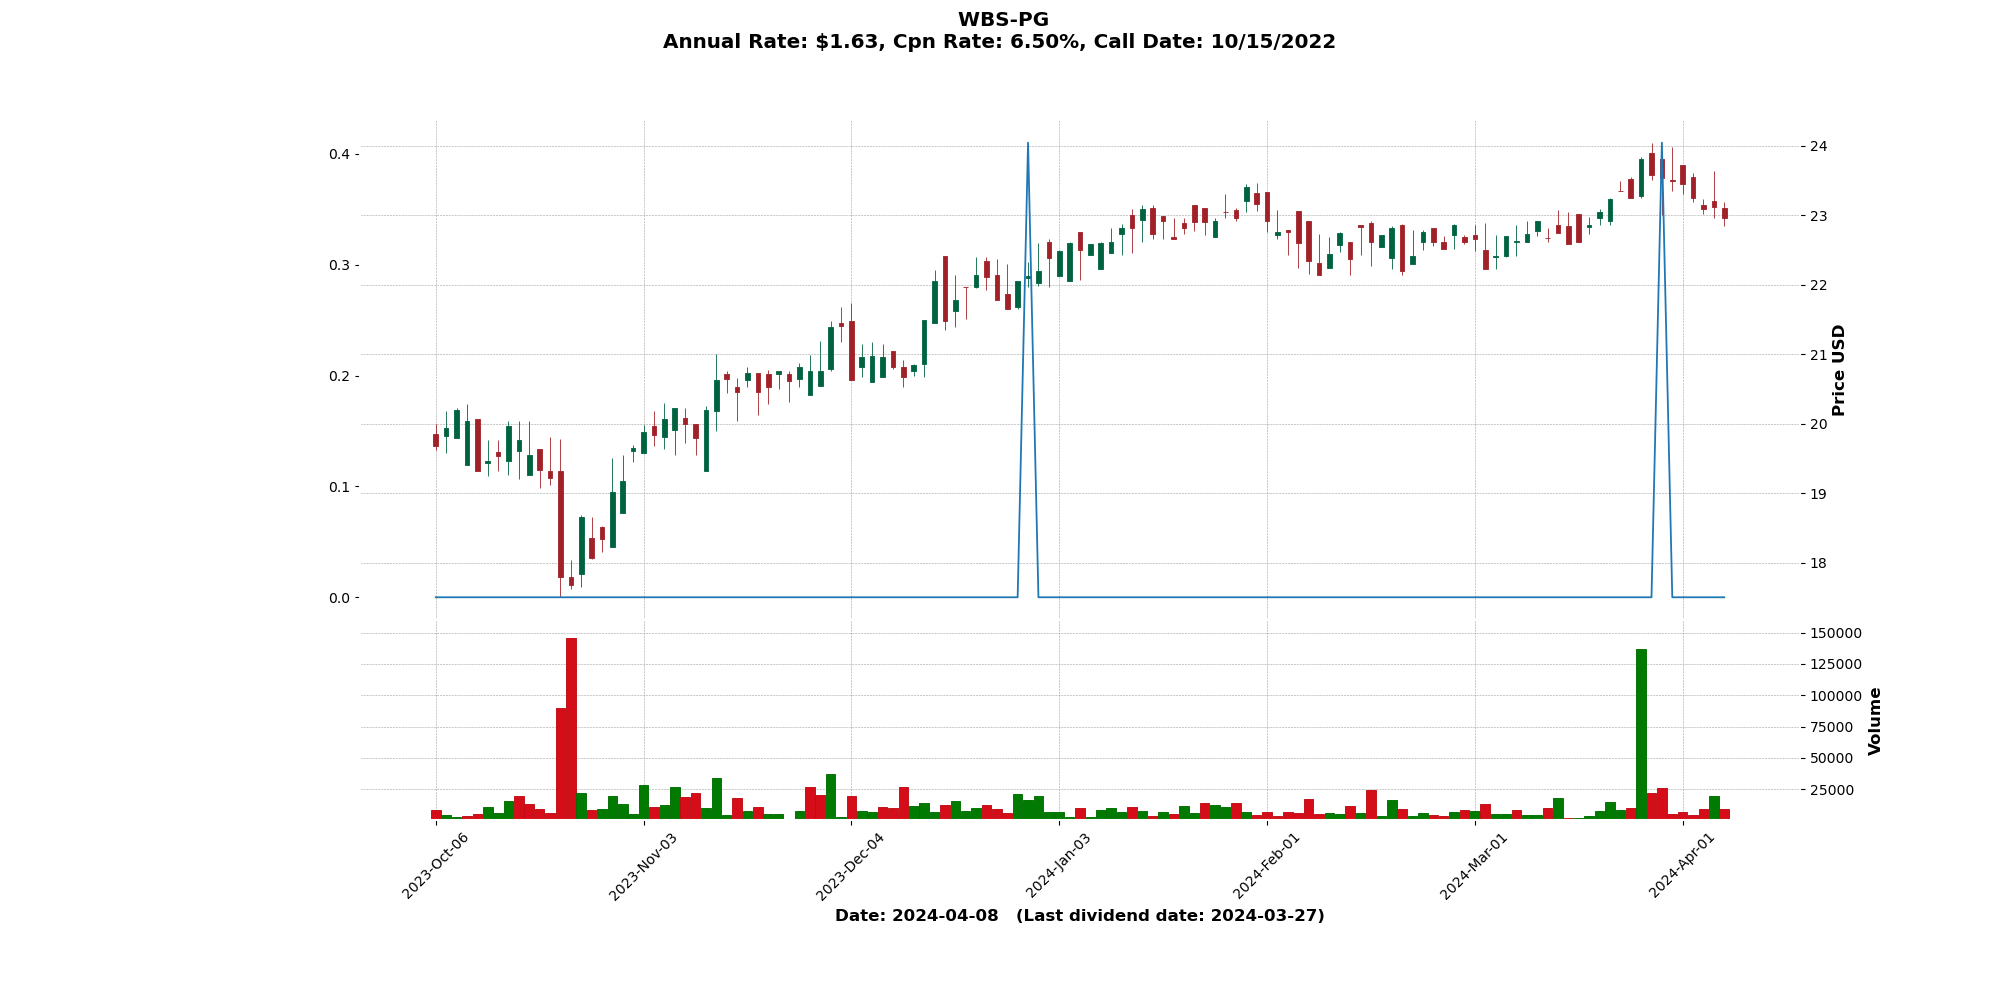 WBS-PG
Annual Rate: $1.63, Cpn Rate: 6.50%, Call Date: 10/15/2022
0.4
0.3
0.2
0.1
0.0
24
23
22
21
20
19
18
Price USD
150000
125000
100000
75000
50000
25000
Volume
2023-Oct-06
2023-Nov-03
2023-Dec-04
2024-Jan-03
2024-Feb-01
2024-Mar-01
2024-Apr-01
Date: 2024-04-08 (Last dividend date: 2024-03-27)